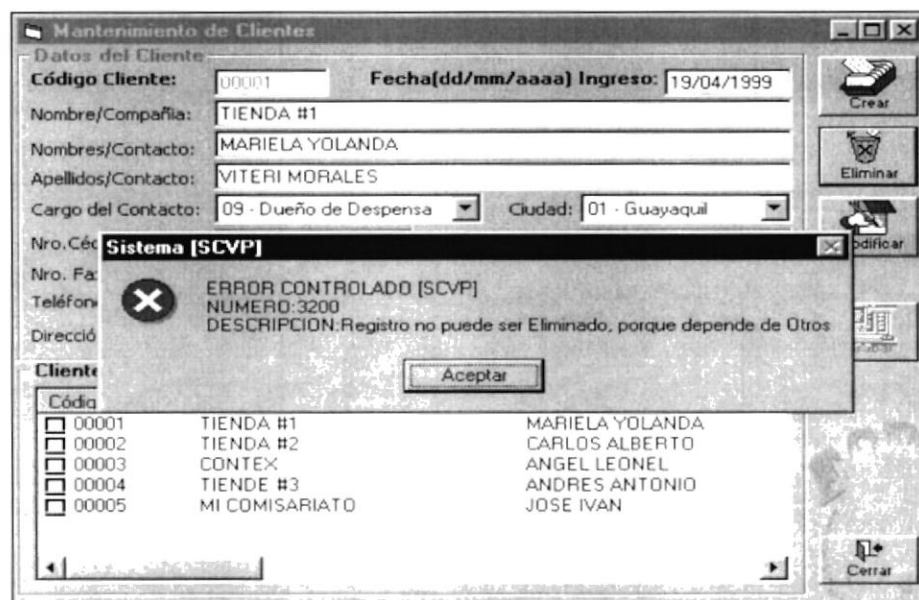 Mantenimiento de Clientes
Datos del Cliente
Código Cliente: 00001 Fecha(dd/mm/aaaa) Ingreso: 19/04/1999
Crear
Nombre/Compañia: TIENDA #1
Nombres/Contacto: MARIELA YOLANDA
Eliminar
Apellidos/Contacto: VITERI MORALES
Cargo del Contacto: 09 - Dueño de Despensa Ciudad: 01 - Guayaquil
Nro.Céd
odificar
Sistema [SCVP]
Nro. Fa
ERROR CONTROLADO [SCVP]
NUMERO:3200
Teléfon
DESCRIPCION:Registro no puede ser Eliminado, porque depende de Otros
Direcció
Aceptar
Cliente
Códig
00001 TIENDA #1 MARIELA YOLANDA
00002 TIENDA #2 CARLOS ALBERTO
00003 CONTEX ANGEL LEONEL
00004 TIENDE #3 ANDRES ANTONIO
00005 MI COMISARIATO JOSE IVAN
Cerrar